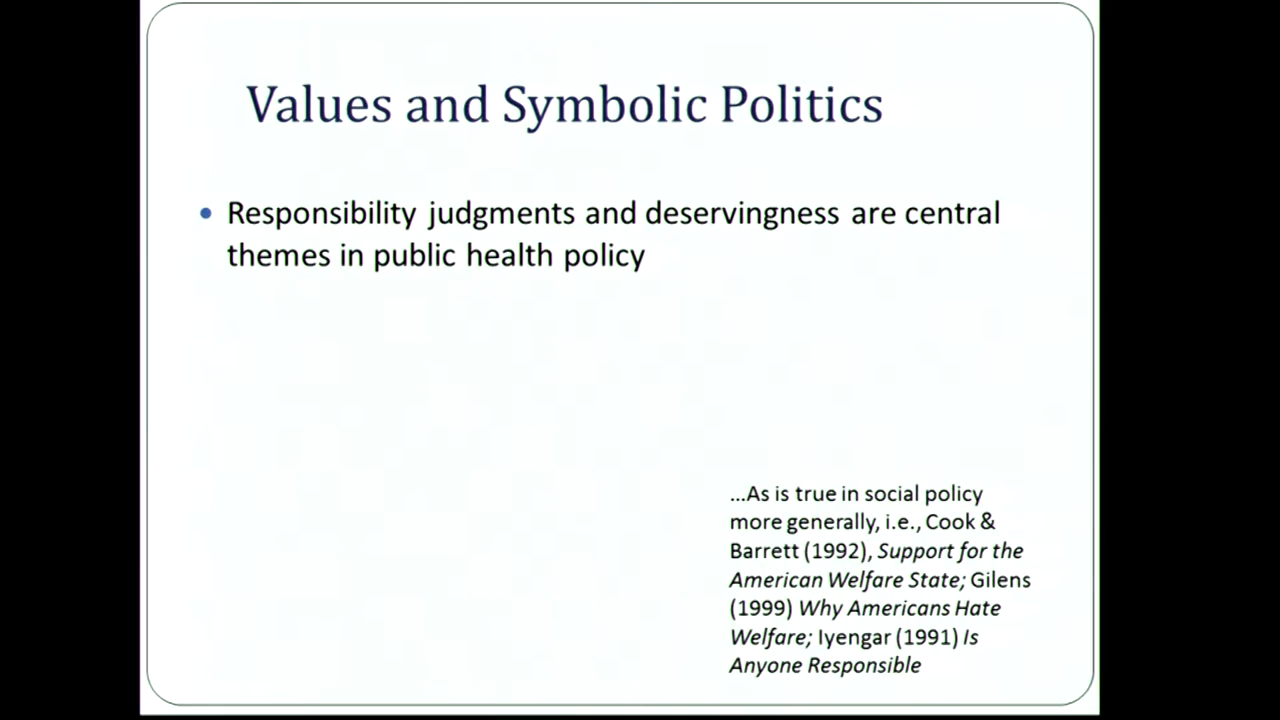 Values and Symbolic Politics
• Responsibility judgments and deservingness are central
themes in public health policy
...As is true in social policy
more generally, i.e., Cook &
Barrett (1992), Support for the
American Welfare State; Gilens
(1999) Why Americans Hate
Welfare; Iyengar (1991) Is
Anyone Responsible